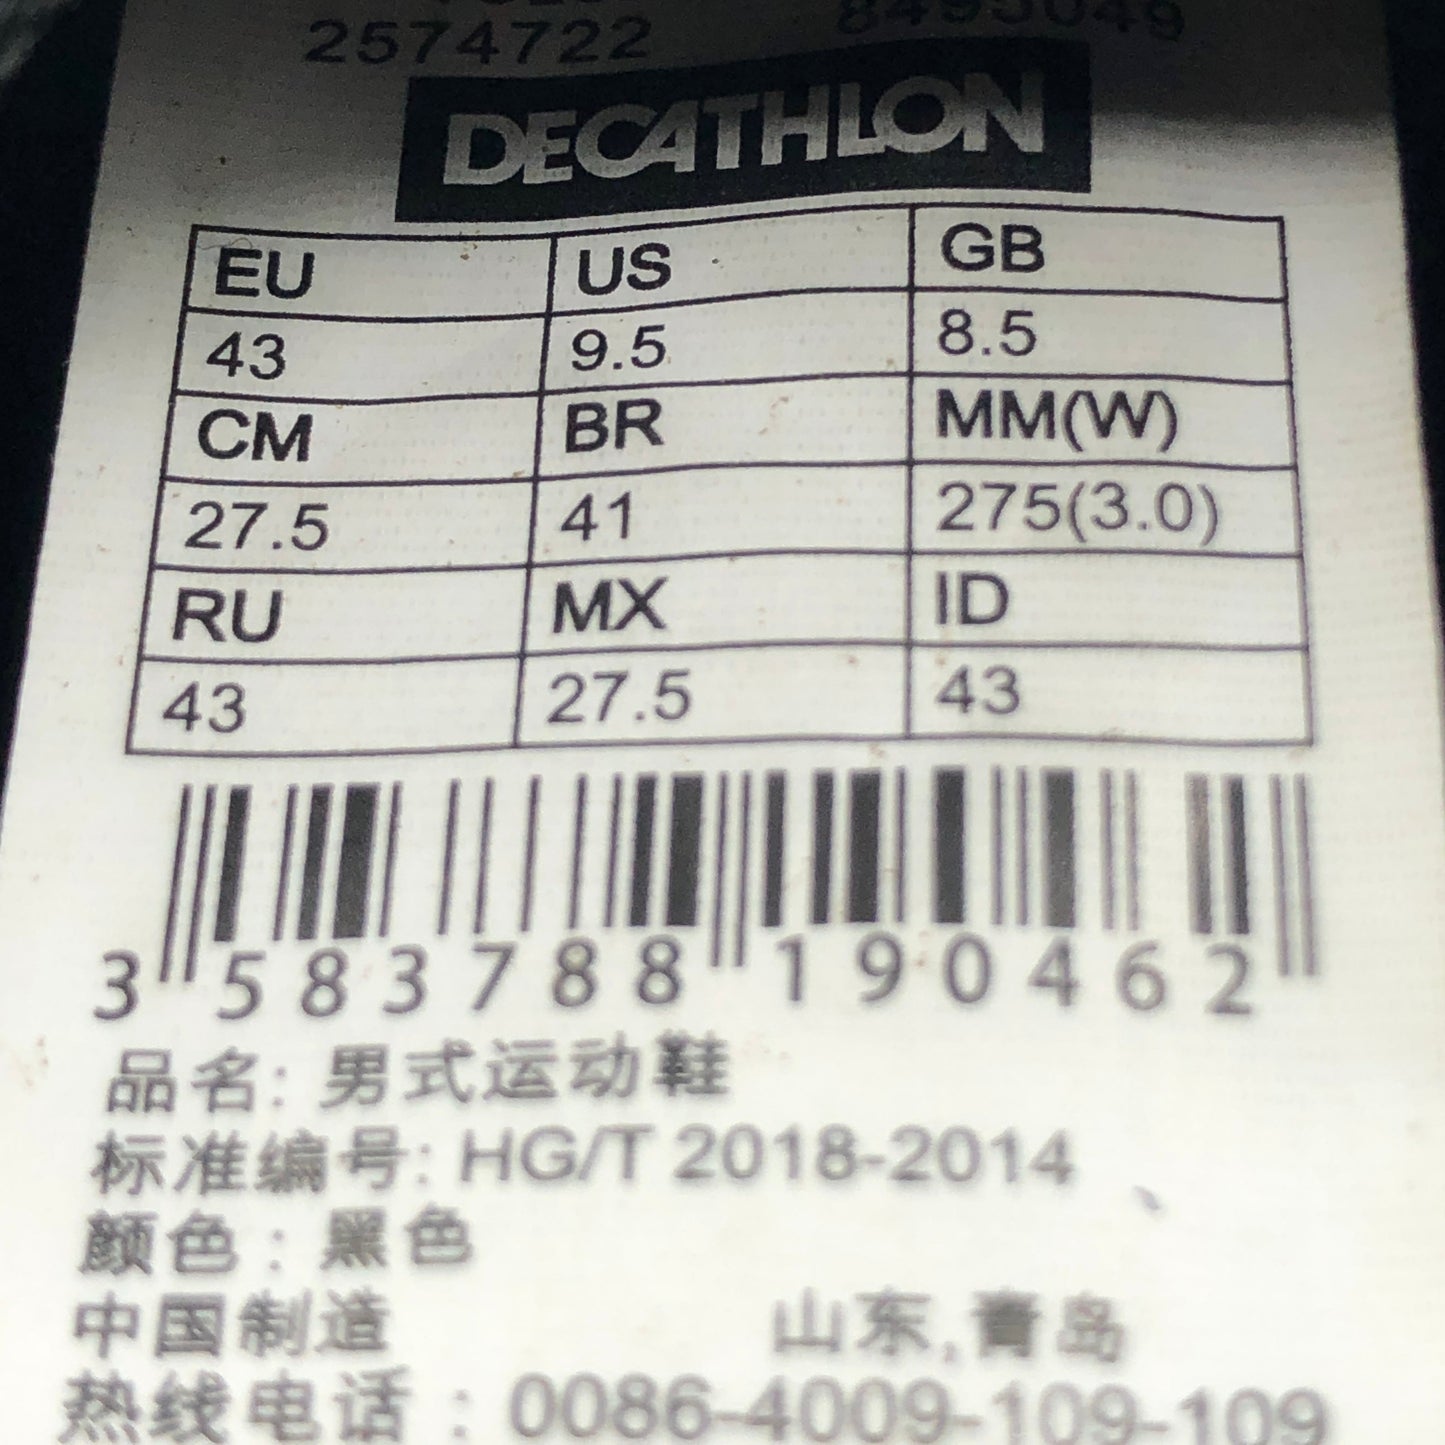 2574722 8495049
DECATHLON
EU US GB
43 9.5 8.5
CM BR MM(W)
27.5 41 275(3.0)
RU MX ID
43 27.5 43
3 583788 190462
品名: 男式运动鞋
标准编号: HG/T 2018-2014
颜色: 黑色
中国制造 山东,青岛
热线电话: 0086-4009-109-109